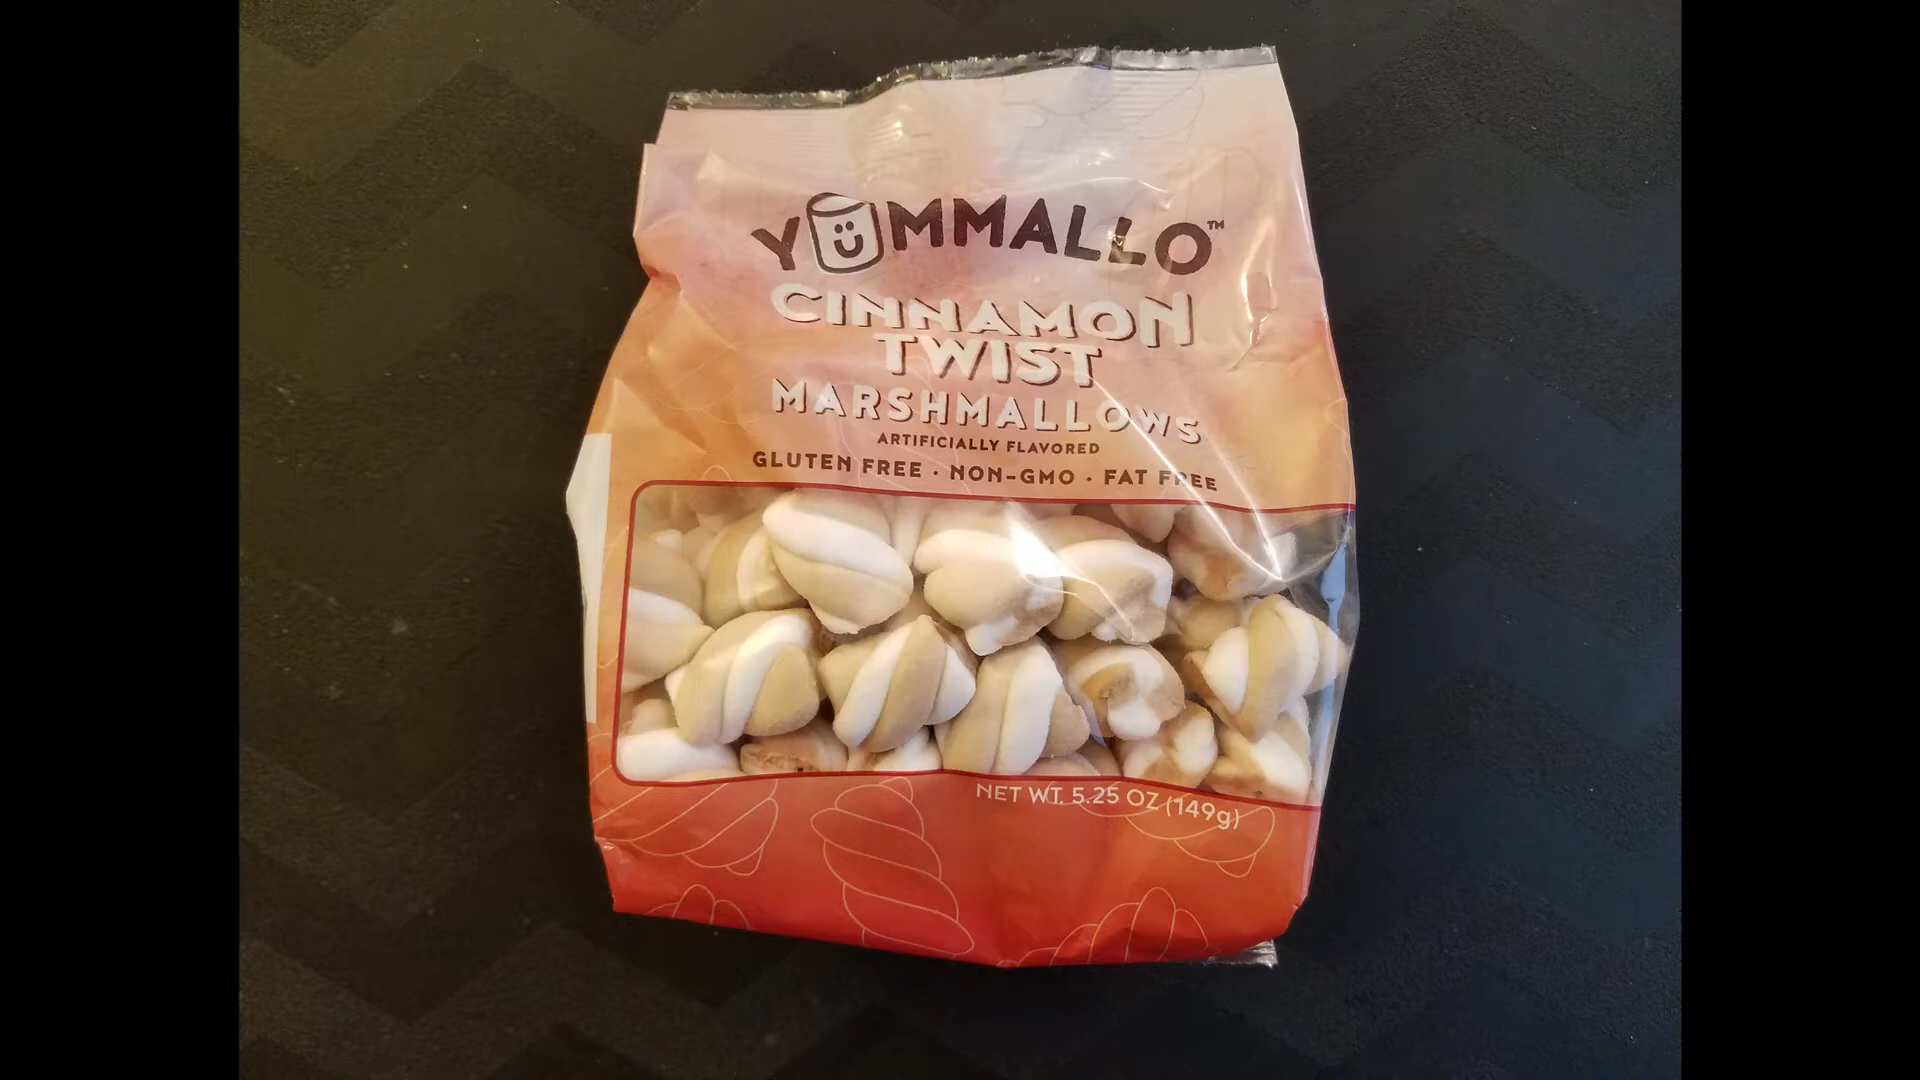 YUMMALLO™
CINNAMON
TWIST
MARSHMALLOWS
ARTIFICIALLY FLAVORED
GLUTEN FREE · NON-GMO · FAT FREE
NET WT. 5.25 OZ (149g)